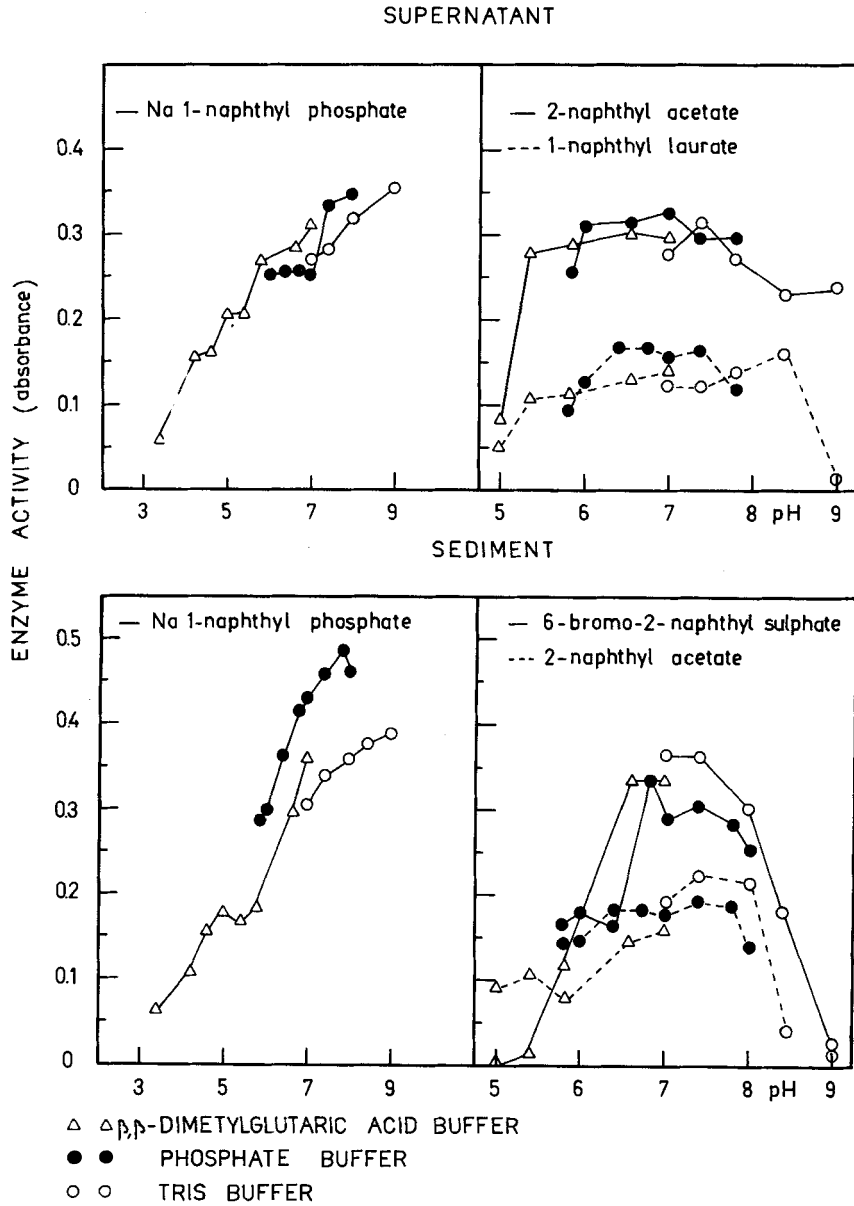 SUPERNATANT
— Na 1-naphthyl phosphate
— 2-naphthyl acetate
--- 1-naphthyl laurate
0.4
0.3
0.2
0.1
0
3 5 7 9
5 6 7 8 pH 9
ENZYME ACTIVITY (absorbance)
SEDIMENT
— Na 1-naphthyl phosphate
— 6-bromo-2-naphthyl sulphate
--- 2-naphthyl acetate
0.5
0.4
0.3
0.2
0.1
0
3 5 7 9
5 6 7 8 pH 9
△ △ β,β-DIMETYLGLUTARIC ACID BUFFER
● ● PHOSPHATE BUFFER
○ ○ TRIS BUFFER